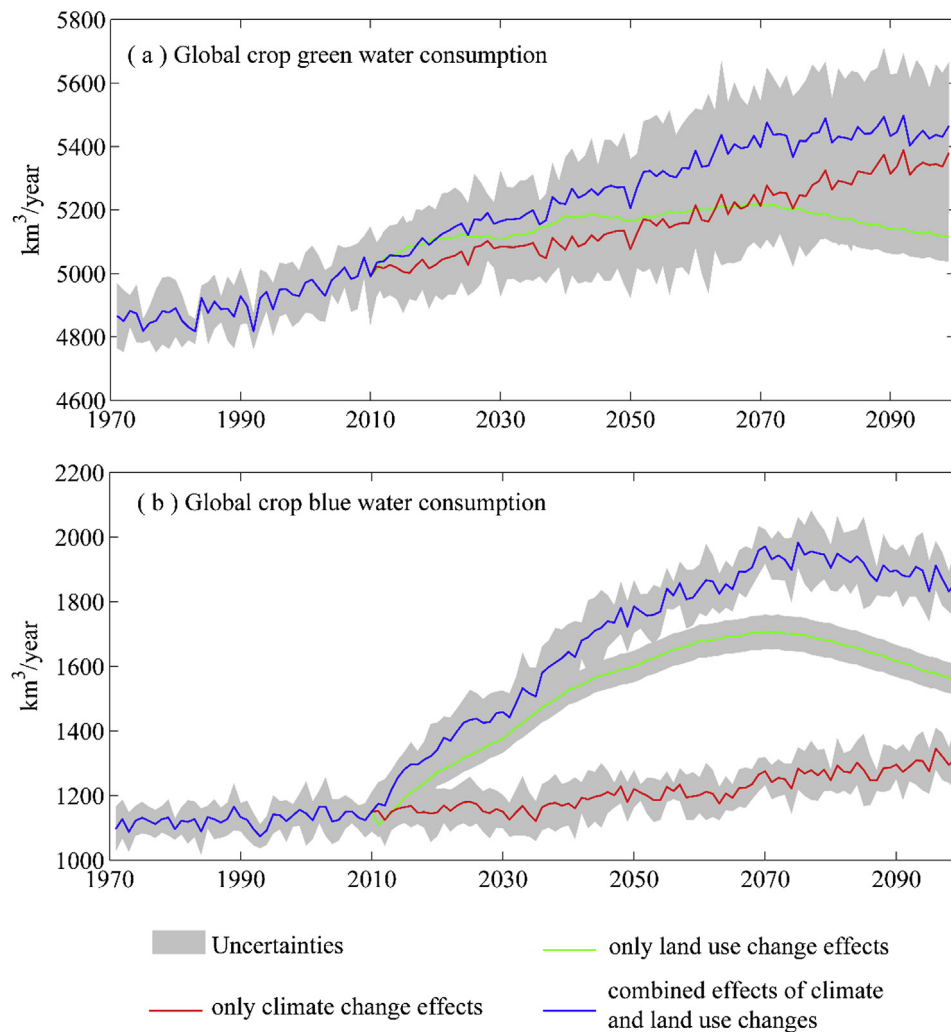 ( a ) Global crop green water consumption
km³/year
5800
5600
5400
5200
5000
4800
4600
1970 1990 2010 2030 2050 2070 2090
( b ) Global crop blue water consumption
km³/year
2200
2000
1800
1600
1400
1200
1000
1970 1990 2010 2030 2050 2070 2090
Uncertainties
only land use change effects
only climate change effects
combined effects of climate
and land use changes